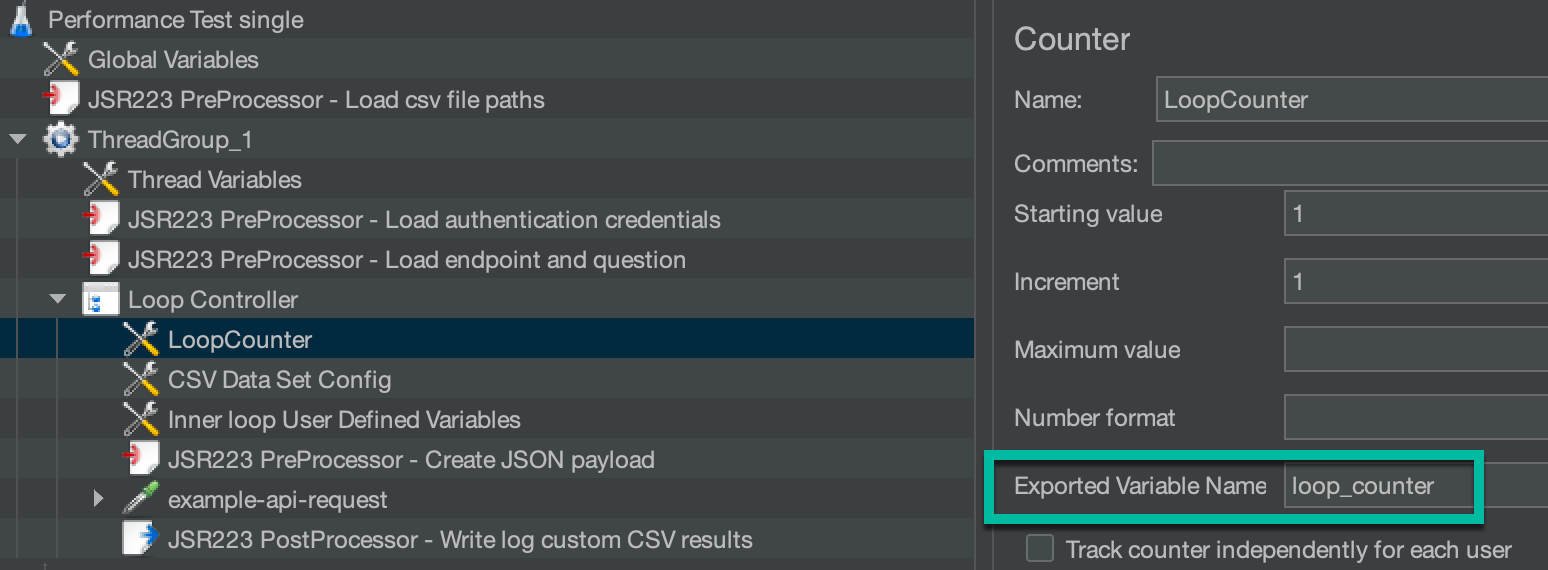 Performance Test single
Global Variables
JSR223 PreProcessor - Load csv file paths
ThreadGroup_1
Thread Variables
JSR223 PreProcessor - Load authentication credentials
JSR223 PreProcessor - Load endpoint and question
Loop Controller
LoopCounter
CSV Data Set Config
Inner loop User Defined Variables
JSR223 PreProcessor - Create JSON payload
example-api-request
JSR223 PostProcessor - Write log custom CSV results
Counter
Name: LoopCounter
Comments:
Starting value 1
Increment 1
Maximum value
Number format
Exported Variable Name loop_counter
Track counter independently for each user